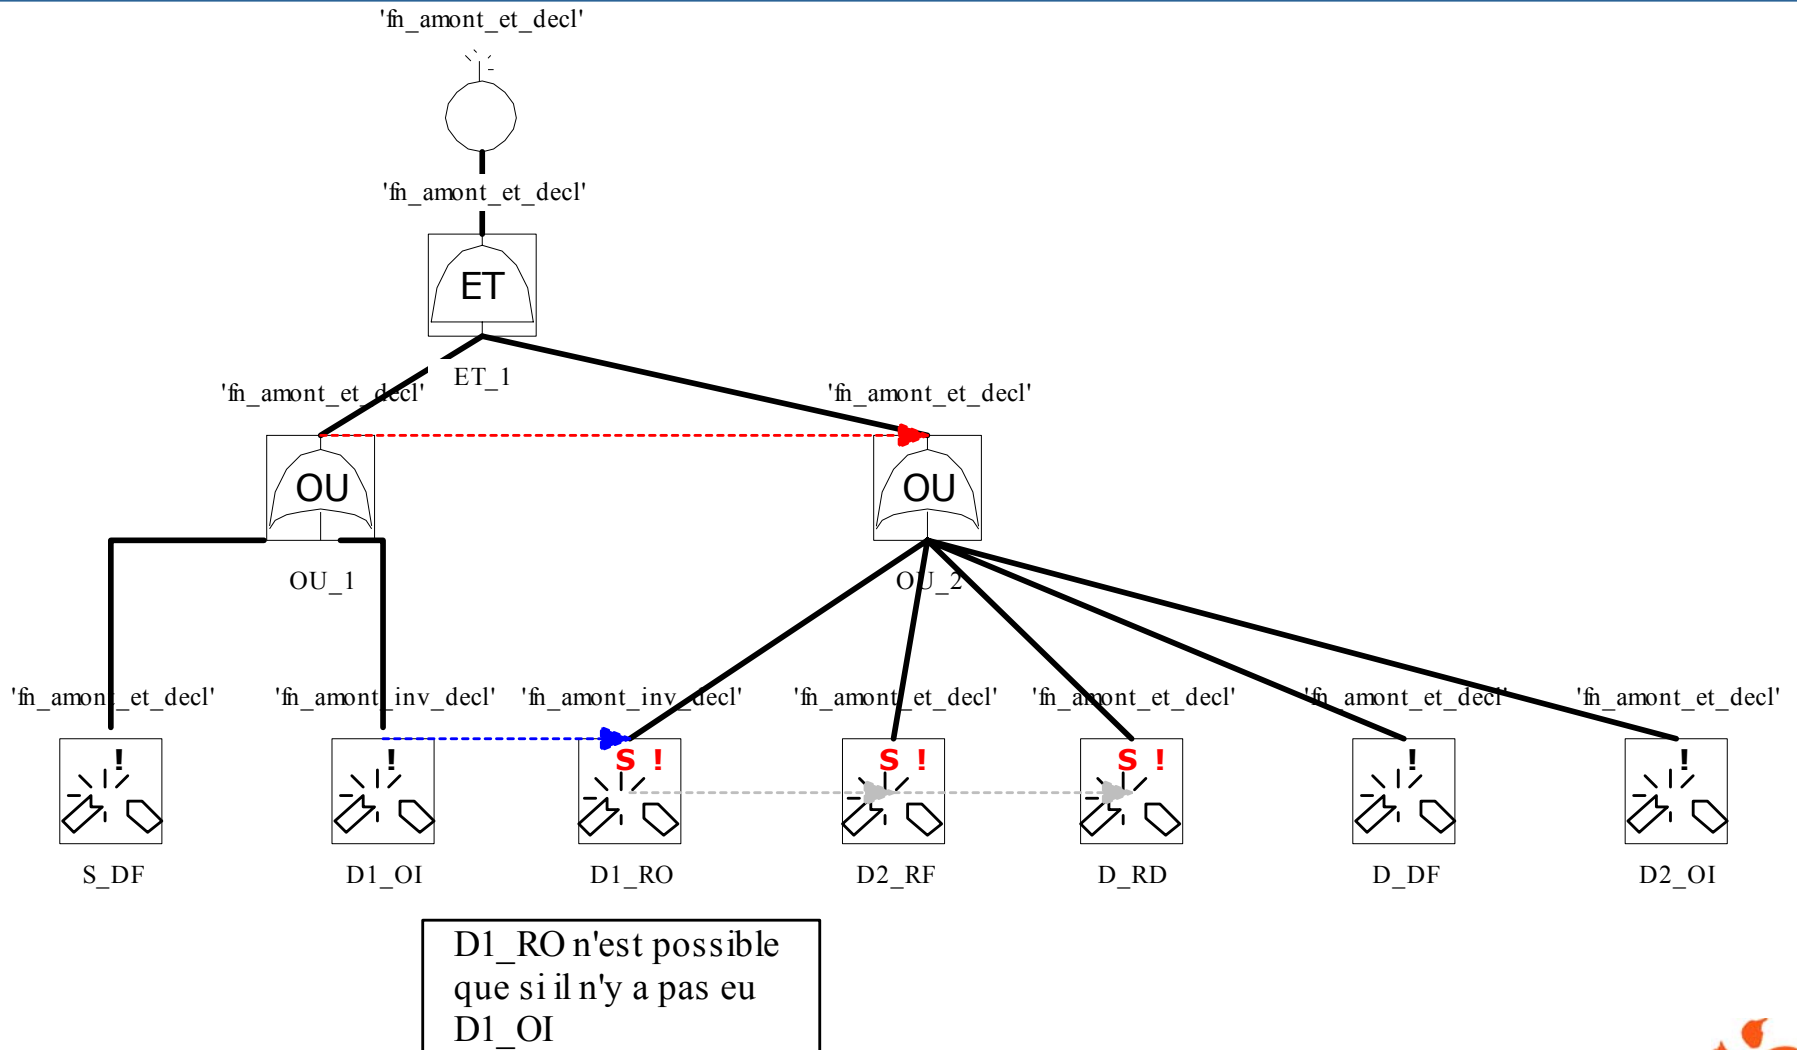 'fn_amont_et_decl'
'fn_amont_et_decl'
ET
ET_1
'fn_amont_et_decl'
'fn_amont_et_decl'
OU
OU
OU_1
OU_2
'fn_amont_et_decl'
'fn_amont_inv_decl'
'fn_amont_inv_decl'
'fn_amont_et_decl'
'fn_amont_et_decl'
'fn_amont_et_decl'
'fn_amont_et_decl'
!
!
S !
S !
S !
!
!
S_DF
D1_OI
D1_RO
D2_RF
D_RD
D_DF
D2_OI
D1_RO n'est possible
que si il n'y a pas eu
D1_OI